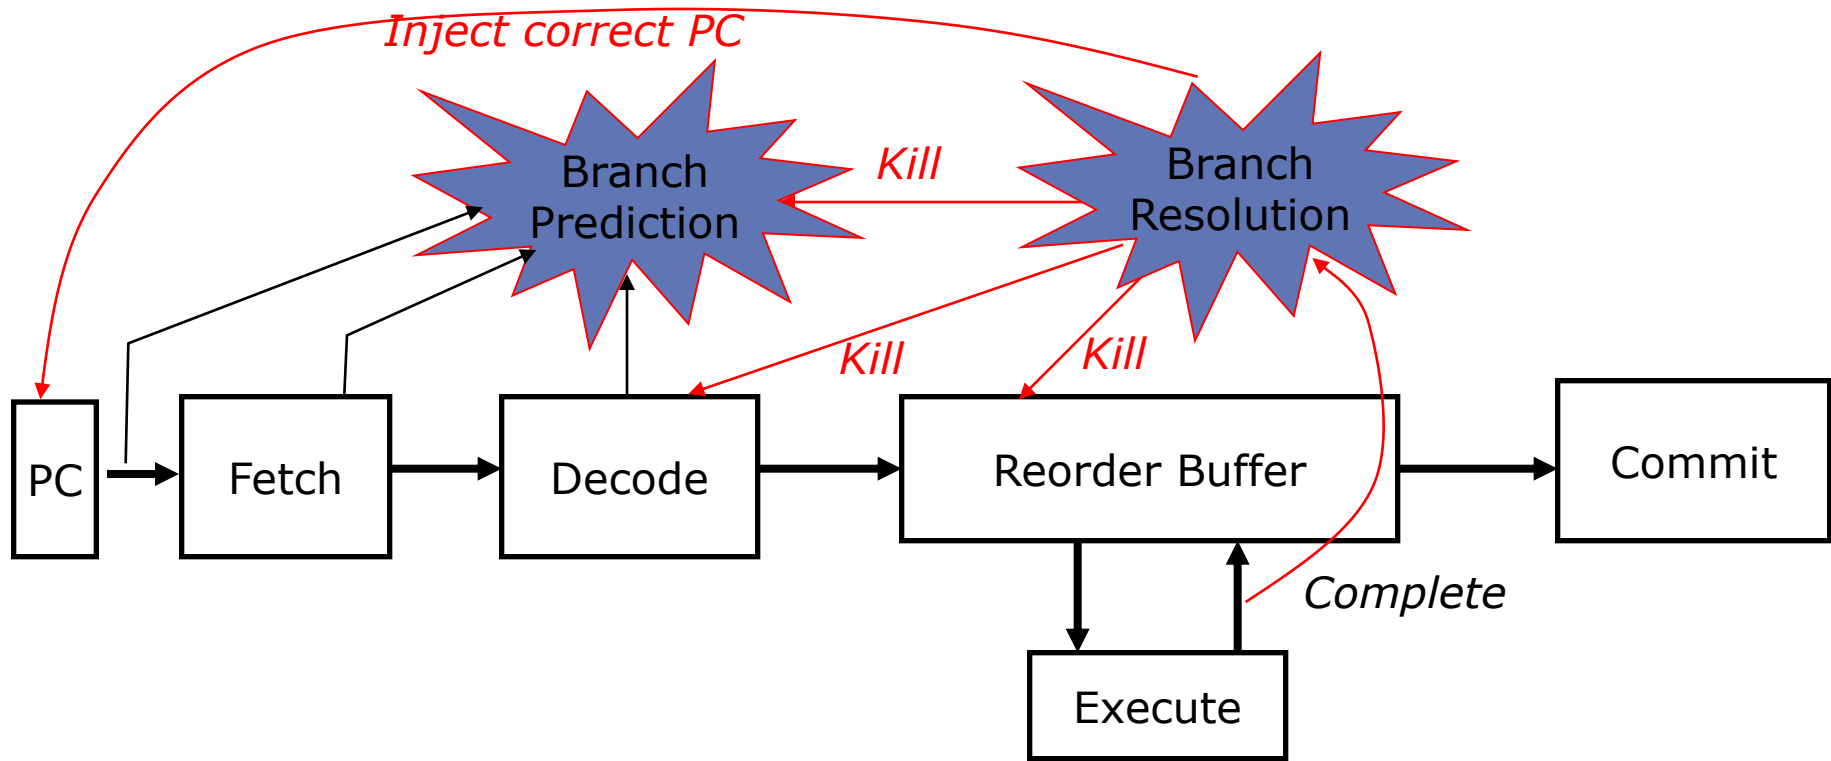 Inject correct PC
Branch
Prediction
Kill
Branch
Resolution
Kill
Kill
PC
Fetch
Decode
Reorder Buffer
Commit
Complete
Execute